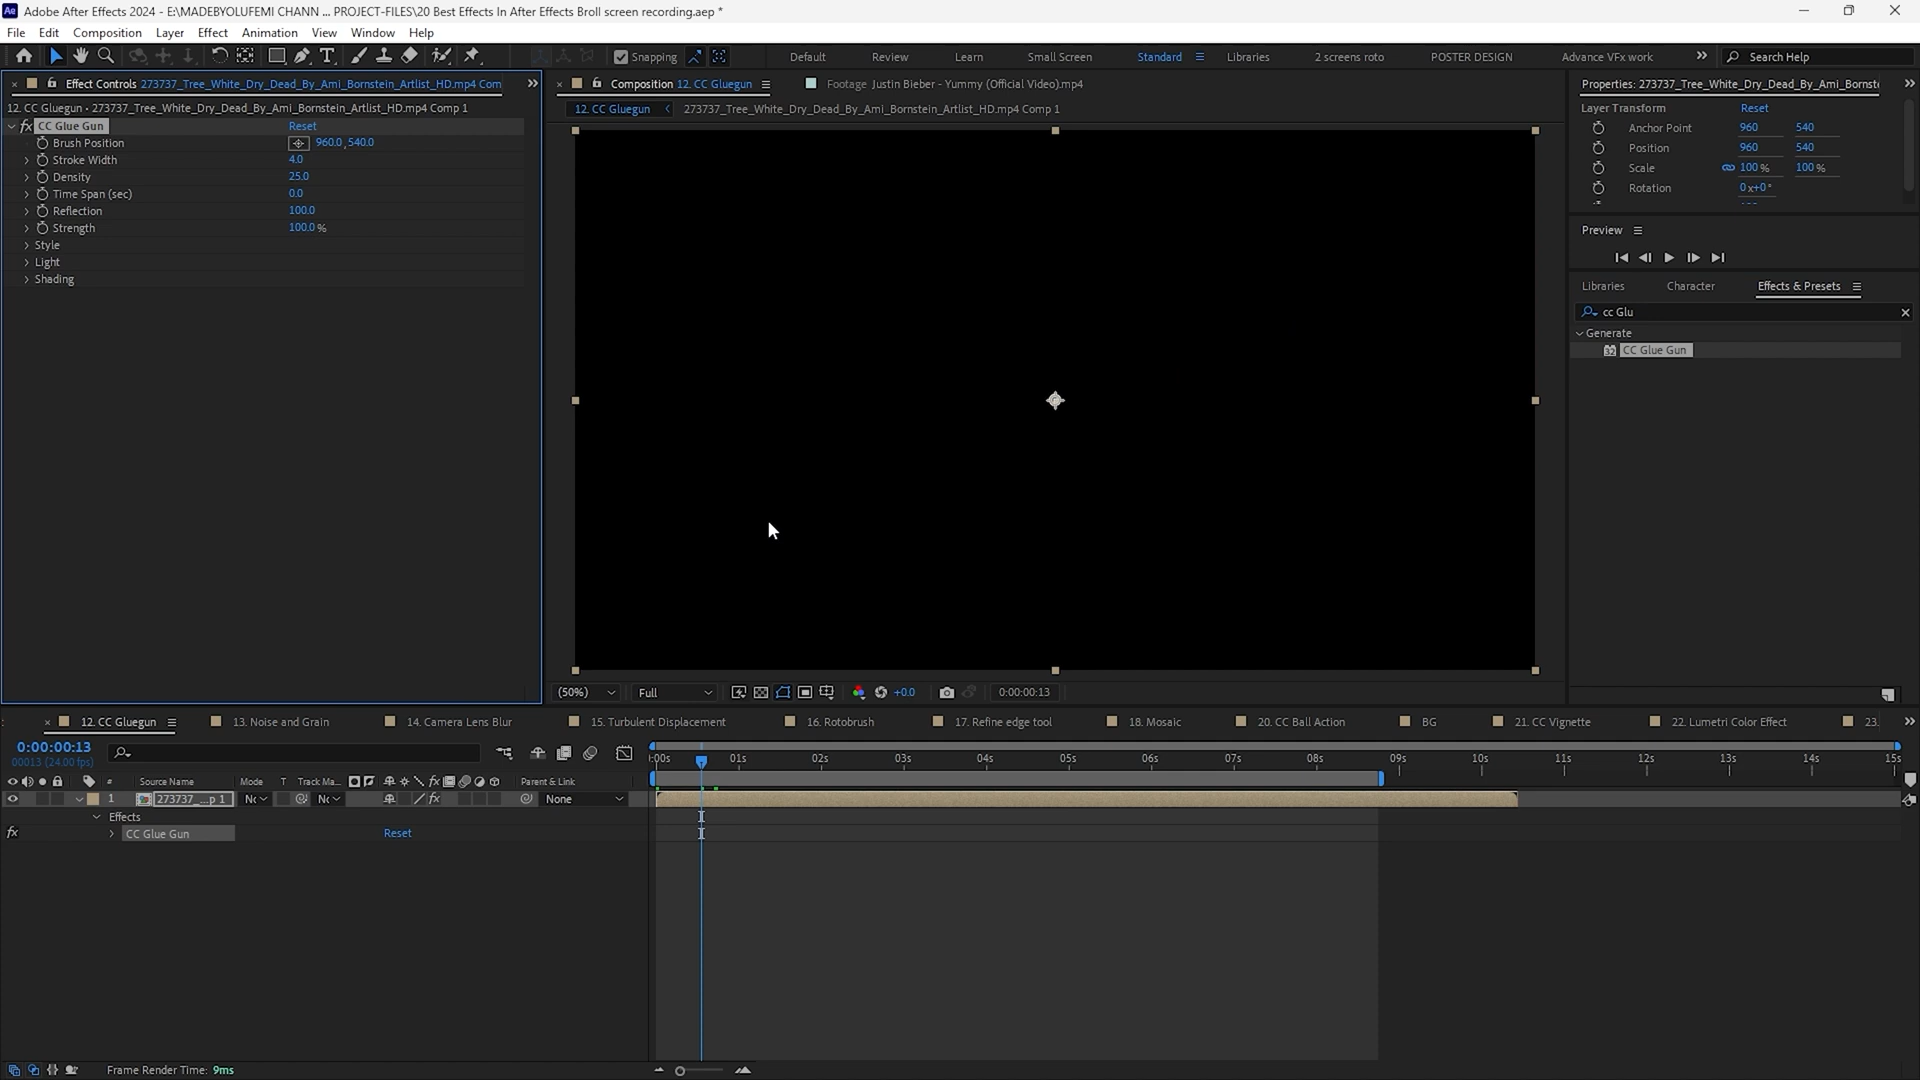 Adobe After Effects 2024 - E:\MADEBYOLUFEMI CHANN ... PROJECT-FILES\20 Best Effects In After Effects Broll screen recording.aep *
File Edit Composition Layer Effect Animation View Window Help
Snapping Default Review Learn Small Screen Standard Libraries 2 screens roto POSTER DESIGN Advance VFx work Search Help
Effect Controls 273737_Tree_White_Dry_Dead_By_Ami_Bornstein_Artlist_HD.mp4 Com
Composition 12. CC Gluegun Footage Justin Bieber - Yummy (Official Video).mp4
Properties: 273737_Tree_White_Dry_Dead_By_Ami_Bornste
12. CC Gluegun • 273737_Tree_White_Dry_Dead_By_Ami_Bornstein_Artlist_HD.mp4 Comp 1
12. CC Gluegun 273737_Tree_White_Dry_Dead_By_Ami_Bornstein_Artlist_HD.mp4 Comp 1
Layer Transform Reset
fx CC Glue Gun Reset
Anchor Point 960 540
Brush Position 960.0, 540.0
Position 960 540
Stroke Width 4.0
Scale 100 % 100 %
Density 25.0
Rotation 0x+0°
Time Span (sec) 0.0
Reflection 100.0
Strength 100.0 %
Style
Light
Shading
Preview
Libraries Character Effects & Presets
cc Glu
Generate
32 CC Glue Gun
(50%) Full +0.0 0:00:00:13
12. CC Gluegun 13. Noise and Grain 14. Camera Lens Blur 15. Turbulent Displacement 16. Rotobrush 17. Refine edge tool 18. Mosaic 20. CC Ball Action BG 21. CC Vignette 22. Lumetri Color Effect 23.
0:00:00:13
00013 (24.00 fps)
:00s 01s 02s 03s 04s 05s 06s 07s 08s 09s 10s 11s 12s 13s 14s 15s
# Source Name Mode T Track Ma... fx Parent & Link
1 273737_...p 1 Nc Nc fx None
Effects
fx CC Glue Gun Reset
Frame Render Time: 9ms